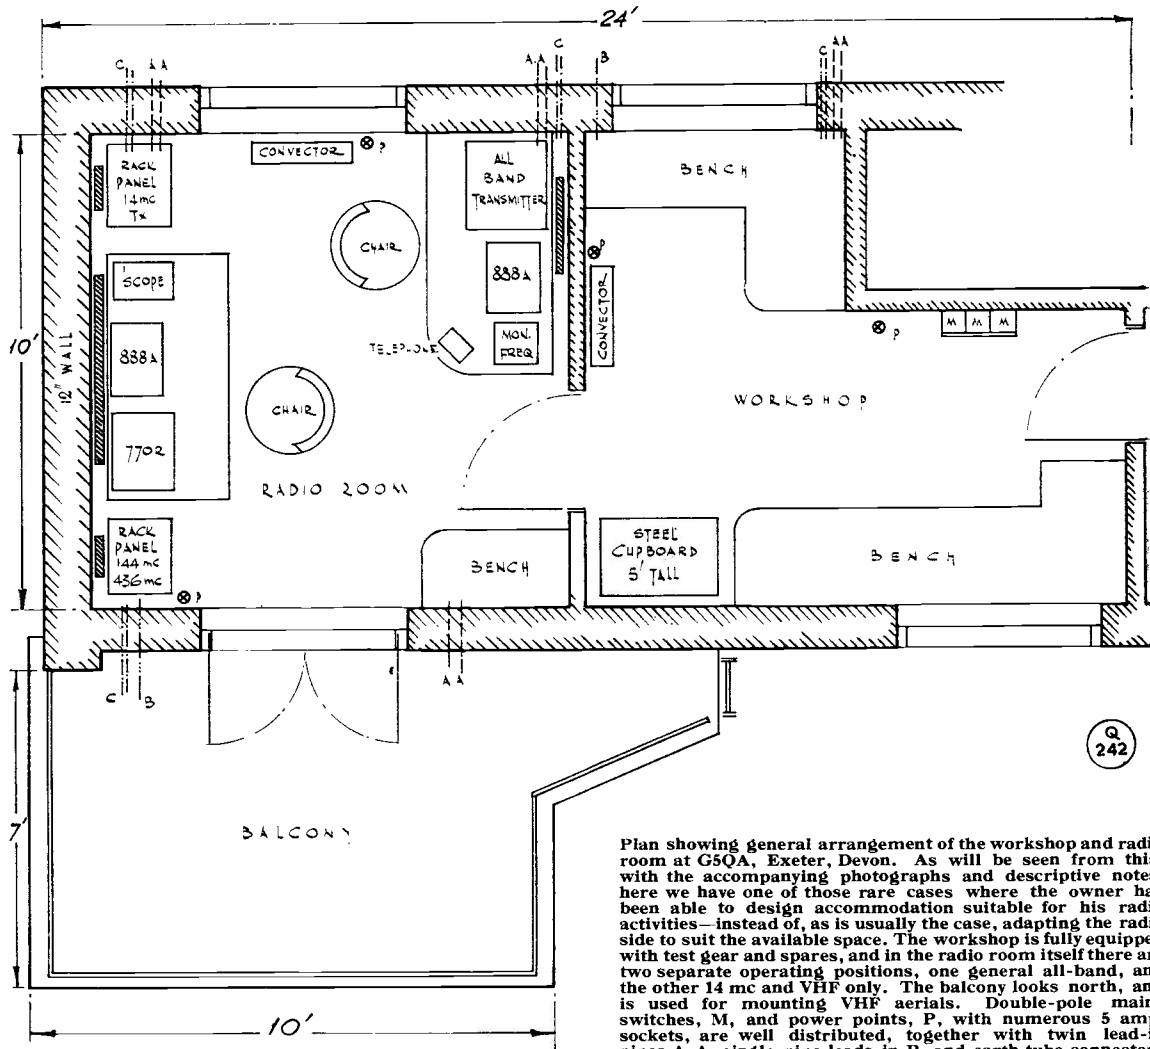 24'
C
A A
A A
C
B
C
A A
RACK
PANEL
14mc
Tx
CONVECTOR
P
ALL
BAND
TRANSMITTER
BENCH
CHAIR
'SCOPE
888A
P
CONVECTOR
10'
12" WALL
888A
TELEPHONE
MON.
FREQ
P
M M M
CHAIR
WORKSHOP
770R
RADIO ROOM
RACK
PANEL
144 mc
436 mc
P
BENCH
STEEL
CUPBOARD
5' TALL
BENCH
C
B
A A
Q
242
7'
BALCONY
10'
Plan showing general arrangement of the workshop and radi
room at G5QA, Exeter, Devon. As will be seen from this
with the accompanying photographs and descriptive note
here we have one of those rare cases where the owner ha
been able to design accommodation suitable for his radi
activities—instead of, as is usually the case, adapting the radi
side to suit the available space. The workshop is fully equippe
with test gear and spares, and in the radio room itself there ar
two separate operating positions, one general all-band, an
the other 14 mc and VHF only. The balcony looks north, an
is used for mounting VHF aerials. Double-pole main
switches, M, and power points, P, with numerous 5 am
sockets, are well distributed, together with twin lead-i